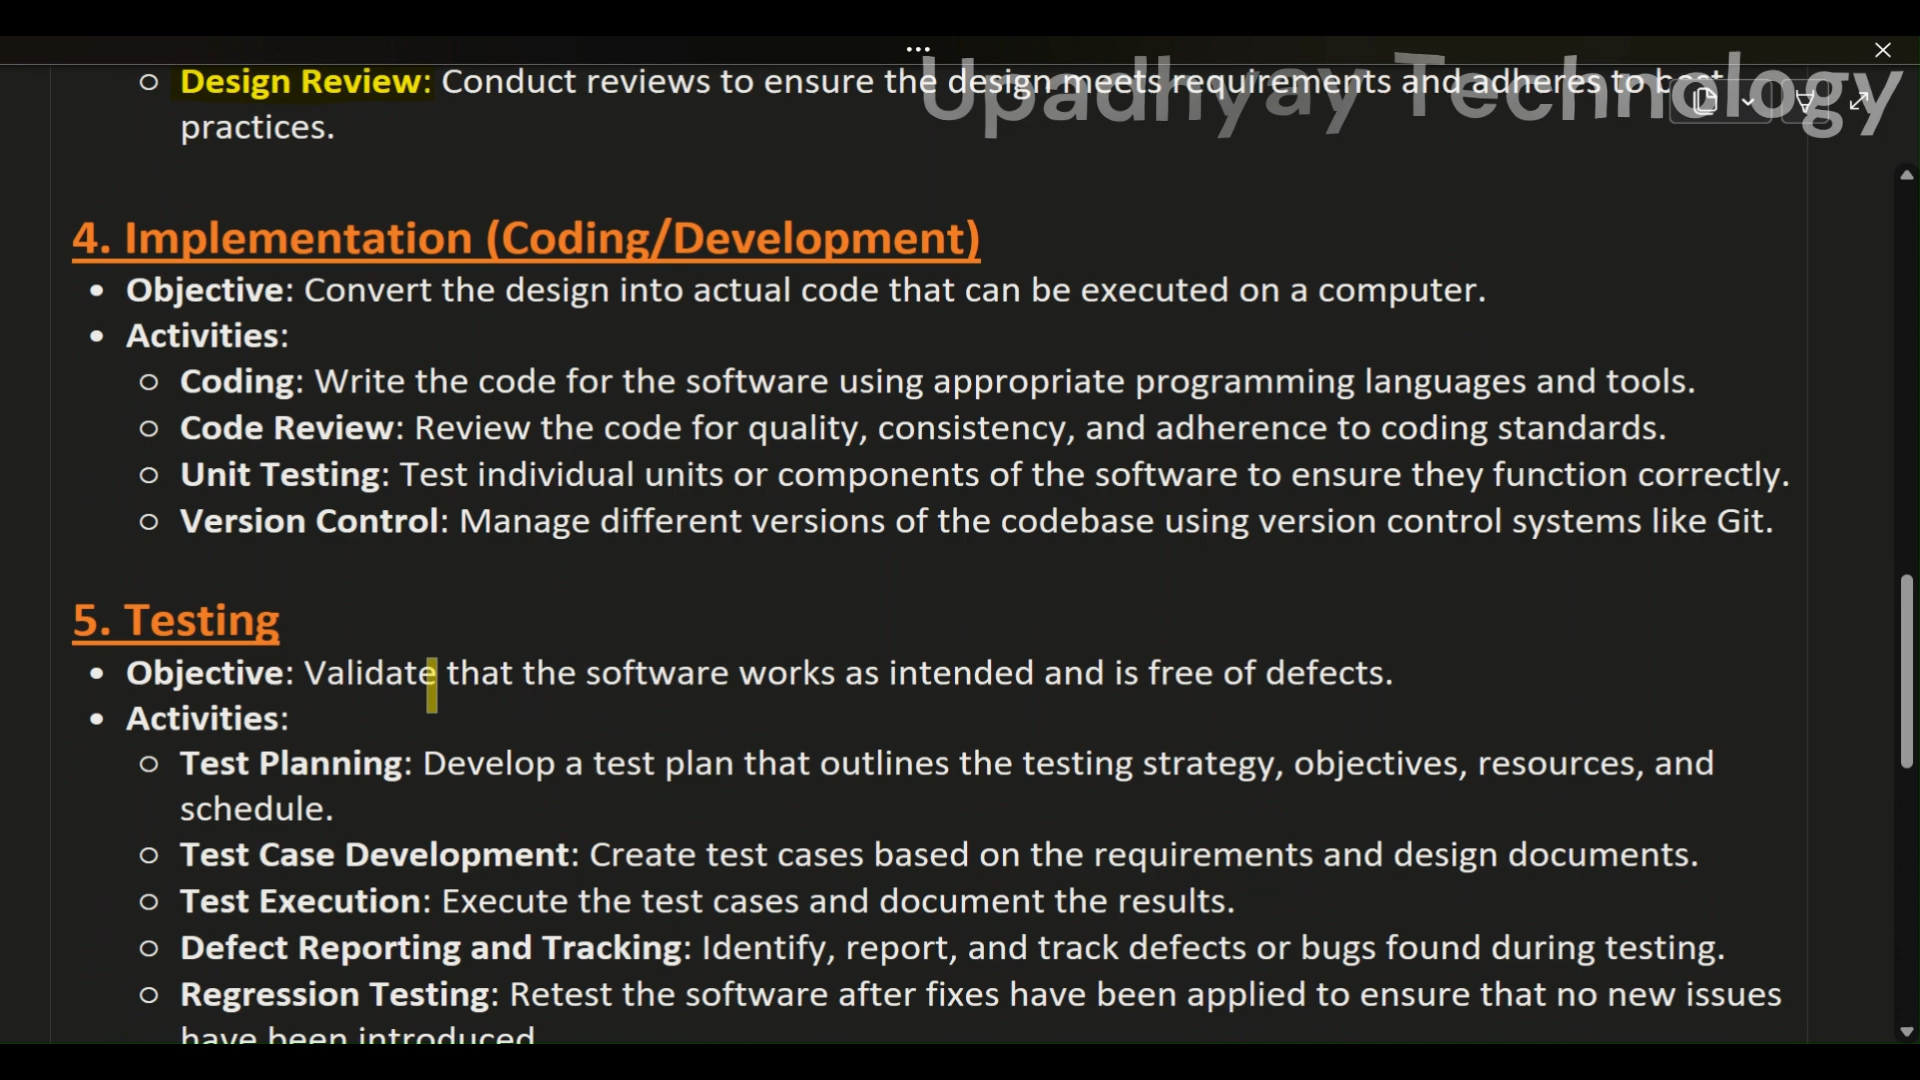 Upadhyay Technology
○ Design Review: Conduct reviews to ensure the design meets requirements and adheres to best
practices.
4. Implementation (Coding/Development)
• Objective: Convert the design into actual code that can be executed on a computer.
• Activities:
○ Coding: Write the code for the software using appropriate programming languages and tools.
○ Code Review: Review the code for quality, consistency, and adherence to coding standards.
○ Unit Testing: Test individual units or components of the software to ensure they function correctly.
○ Version Control: Manage different versions of the codebase using version control systems like Git.
5. Testing
• Objective: Validate that the software works as intended and is free of defects.
• Activities:
○ Test Planning: Develop a test plan that outlines the testing strategy, objectives, resources, and
schedule.
○ Test Case Development: Create test cases based on the requirements and design documents.
○ Test Execution: Execute the test cases and document the results.
○ Defect Reporting and Tracking: Identify, report, and track defects or bugs found during testing.
○ Regression Testing: Retest the software after fixes have been applied to ensure that no new issues
have been introduced